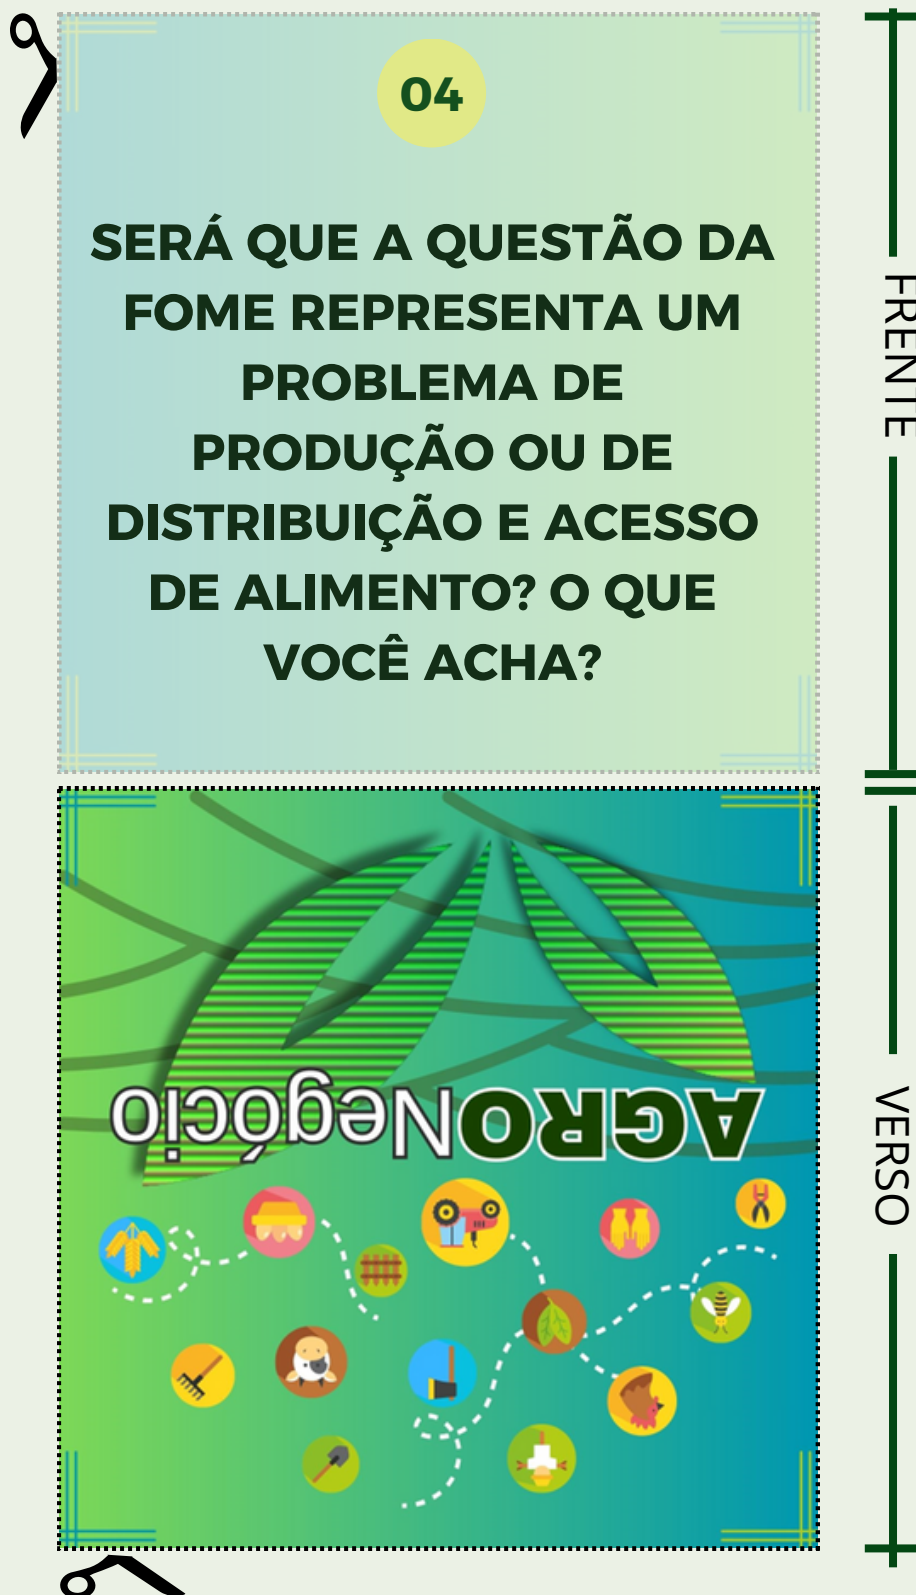 04
SERÁ QUE A QUESTÃO DA
FOME REPRESENTA UM
PROBLEMA DE
PRODUÇÃO OU DE
DISTRIBUIÇÃO E ACESSO
DE ALIMENTO? O QUE
VOCÊ ACHA?
FRENTE
AGRONegócio
VERSO